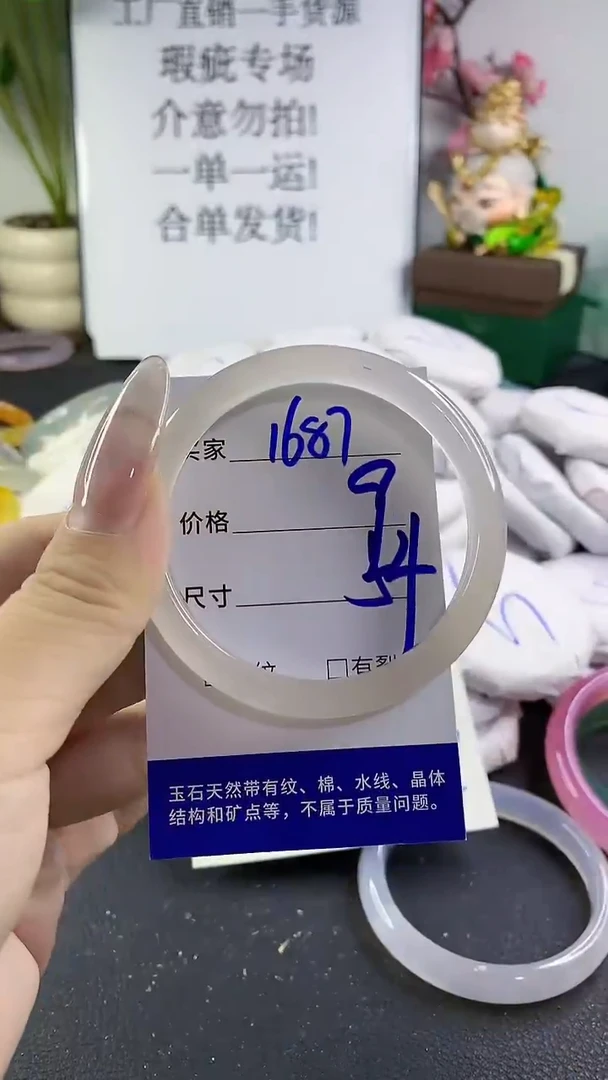 工厂直销一手货源
瑕疵专场
介意勿拍!
一单一运!
合单发货!
买家 1687
价格 9
尺寸 54
纹 □有裂
玉石天然带有纹、棉、水线、晶体
结构和矿点等，不属于质量问题。